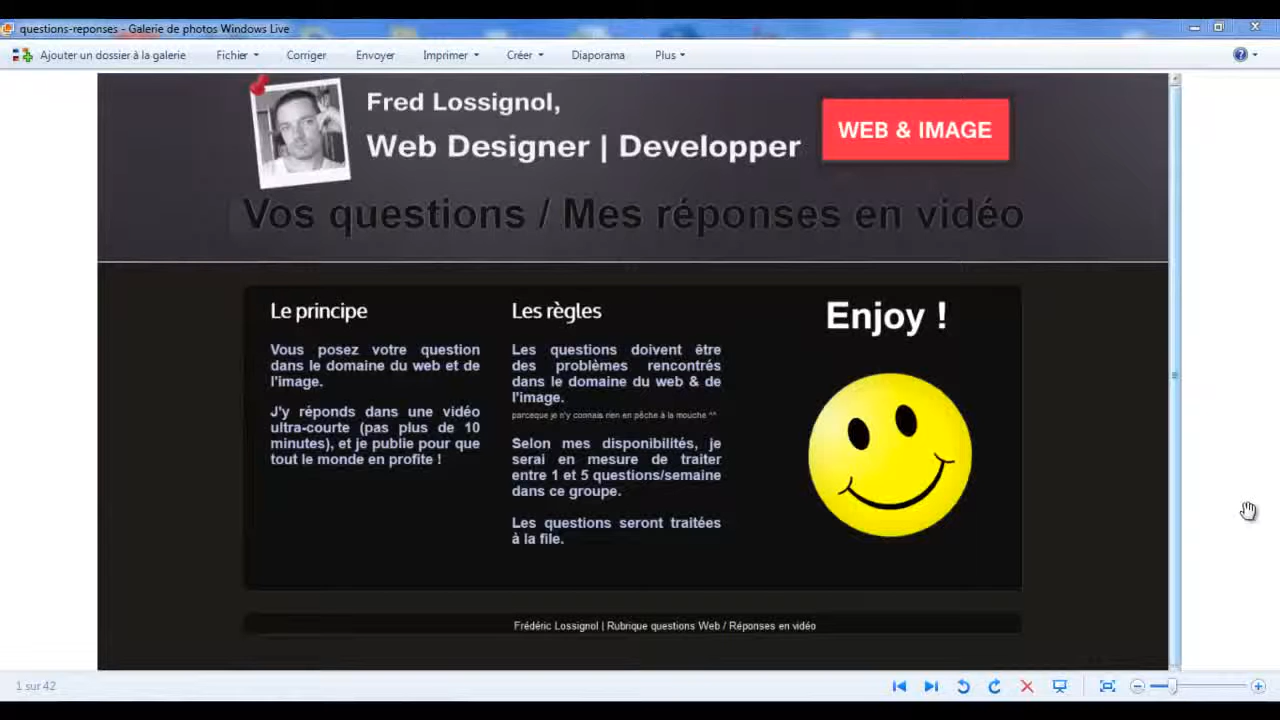 questions-reponses - Galerie de photos Windows Live
Ajouter un dossier à la galerie
Fichier
Corriger
Envoyer
Imprimer
Créer
Diaporama
Plus
Fred Lossignol,
Web Designer | Developper
WEB & IMAGE
Vos questions / Mes réponses en vidéo
Le principe
Vous posez votre question
dans le domaine du web et de
l'image.
J'y réponds dans une vidéo
ultra-courte (pas plus de 10
minutes), et je publie pour que
tout le monde en profite !
Les règles
Les questions doivent être
des problèmes rencontrés
dans le domaine du web & de
l'image.
parceque je n'y connais rien en pêche à la mouche ^^
Selon mes disponibilités, je
serai en mesure de traiter
entre 1 et 5 questions/semaine
dans ce groupe.
Les questions seront traitées
à la file.
Enjoy !
Frédéric Lossignol | Rubrique questions Web / Réponses en vidéo
1 sur 42